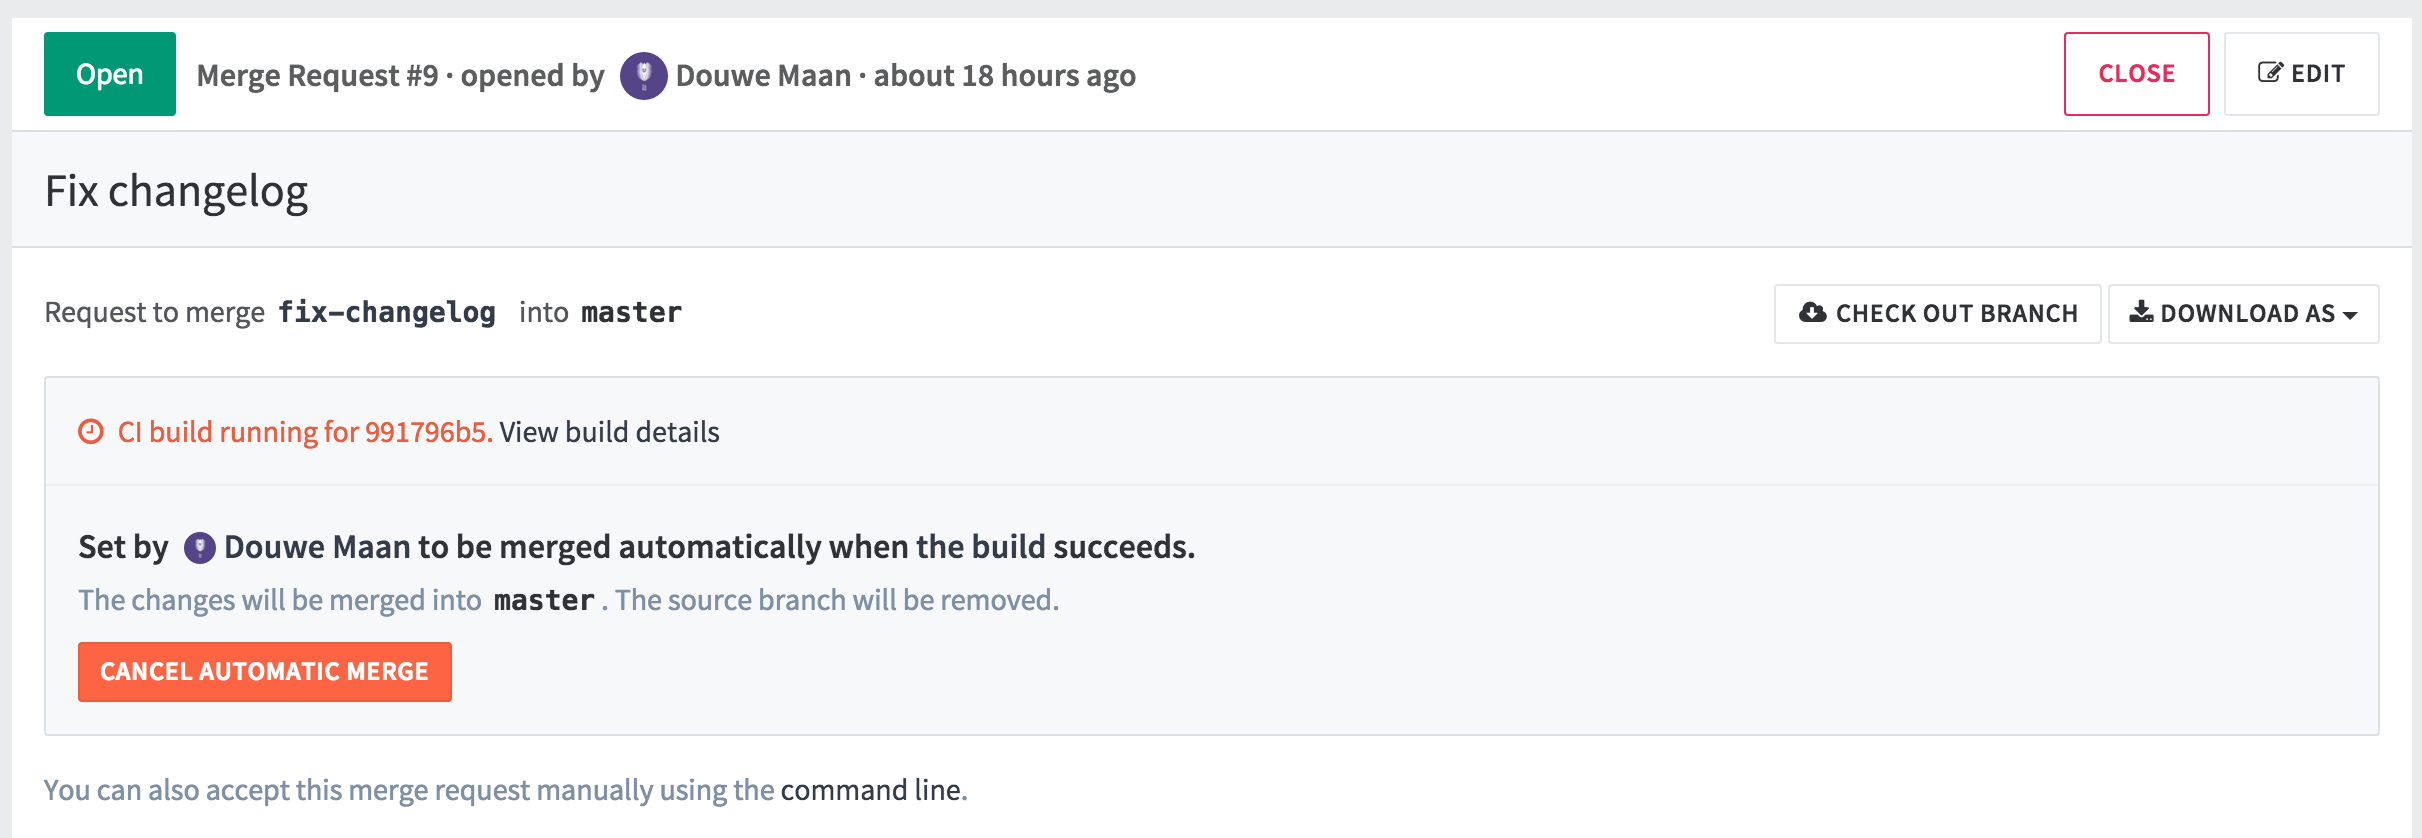 Open Merge Request #9 · opened by Douwe Maan · about 18 hours ago CLOSE EDIT
Fix changelog
Request to merge fix-changelog into master CHECK OUT BRANCH DOWNLOAD AS
CI build running for 991796b5. View build details
Set by Douwe Maan to be merged automatically when the build succeeds.
The changes will be merged into master . The source branch will be removed.
CANCEL AUTOMATIC MERGE
You can also accept this merge request manually using the command line.